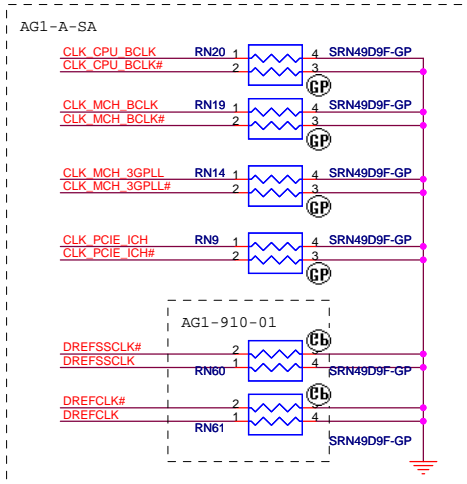 AG1-A-SA
CLK_CPU_BCLK RN20 1 4 SRN49D9F-GP
CLK_CPU_BCLK# 2 3
GP
CLK_MCH_BCLK RN19 1 4 SRN49D9F-GP
CLK_MCH_BCLK# 2 3
GP
CLK_MCH_3GPLL RN14 1 4 SRN49D9F-GP
CLK_MCH_3GPLL# 2 3
GP
CLK_PCIE_ICH RN9 1 4 SRN49D9F-GP
CLK_PCIE_ICH# 2 3
GP
AG1-910-01
DREFSSCLK# 2
DREFSSCLK 1 4
RN60 SRN49D9F-GP
DREFCLK# 2 3
DREFCLK 1 4
RN61
SRN49D9F-GP